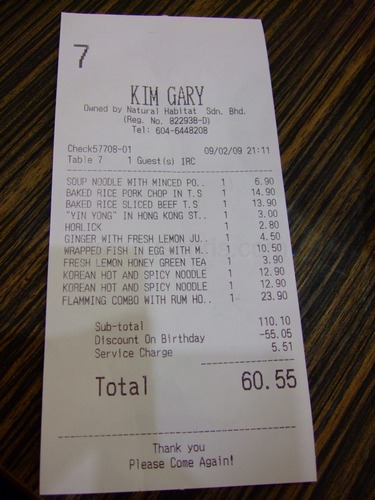 7
KIM GARY
Owned by Natural Habitat Sdn. Bhd.
(Reg. No. 822938-D)
Tel: 604-6448208
Check57708-01 09/02/09 21:11
Table 7 1 Guest(s) IRC
SOUP NOODLE WITH MINCED PO.. 1 6.90
BAKED RICE PORK CHOP IN T.S 1 14.90
BAKED RICE SLICED BEEF T.S 1 13.90
"YIN YONG" IN HONG KONG ST.. 1 3.00
HORLICK 1 2.80
GINGER WITH FRESH LEMON JU.. 1 4.50
WRAPPED FISH IN EGG WITH M.. 1 10.50
FRESH LEMON HONEY GREEN TEA 1 3.90
KOREAN HOT AND SPICY NOODLE 1 12.90
KOREAN HOT AND SPICY NOODLE 1 12.90
FLAMMING COMBO WITH RUM HO.. 1 23.90
Sub-total 110.10
Discount On Birthday -55.05
Service Charge 5.51
Total 60.55
Thank you
Please Come Again!